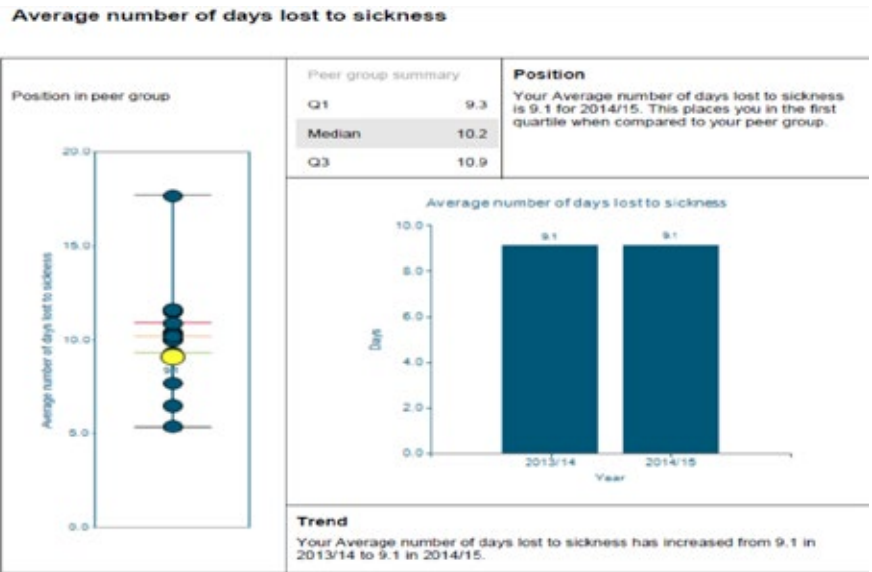 Average number of days lost to sickness
Position in peer group
20.0
15.0
10.0
5.0
0.0
Average number of days lost to sickness
9.1
Peer group summary
Q1 9.3
Median 10.2
Q3 10.9
Position
Your Average number of days lost to sickness
is 9.1 for 2014/15. This places you in the first
quartile when compared to your peer group.
Average number of days lost to sickness
10.0
8.0
6.0
4.0
2.0
0.0
Days
9.1 9.1
2013/14 2014/15
Year
Trend
Your Average number of days lost to sickness has increased from 9.1 in
2013/14 to 9.1 in 2014/15.